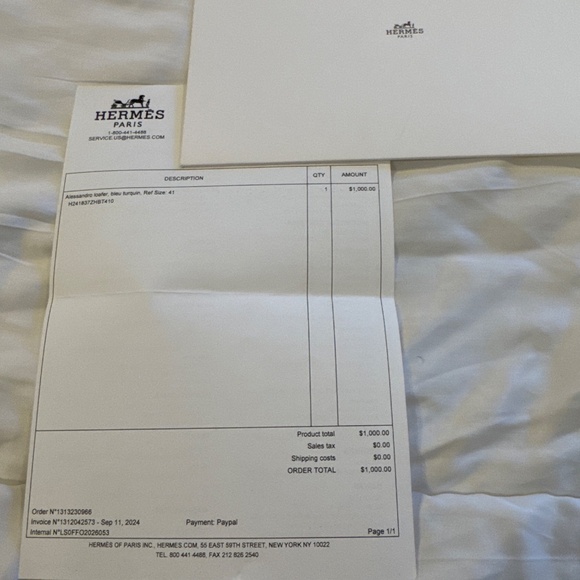 HERMÈS
PARIS
HERMÈS
PARIS
1-800-441-4488
SERVICE.US@HERMES.COM
DESCRIPTION QTY AMOUNT
Alessandro loafer, bleu turquin, Ref Size: 41 1 $1,000.00
H241837ZHBT410
Product total $1,000.00
Sales tax $0.00
Shipping costs $0.00
ORDER TOTAL $1,000.00
Order N°1313230966
Invoice N°1312042573 - Sep 11, 2024 Payment: Paypal
Internal N°LS0FFO2026053 Page 1/1
HERMÈS OF PARIS INC., HERMES.COM, 55 EAST 59TH STREET, NEW YORK NY 10022
TEL. 800 441 4488, FAX 212 826 2540